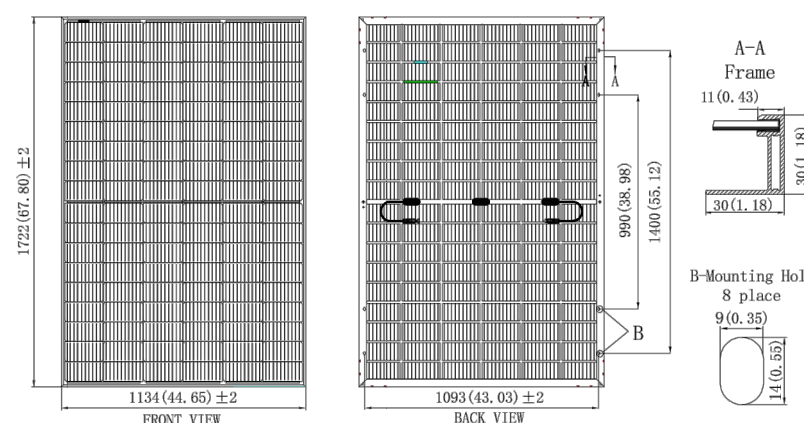 1722(67.80)±2
1134(44.65)±2
FRONT VIEW
A
A
990(38.98)
1400(55.12)
B
1093(43.03)±2
BACK VIEW
A-A
Frame
11(0.43)
30(1.18)
30(1.18)
B-Mounting Hol
8 place
9(0.35)
14(0.55)